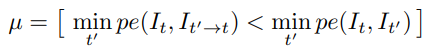 μ = [ min_{t'} pe(I_t, I_{t'→t}) < min_{t'} pe(I_t, I_{t'}) ]